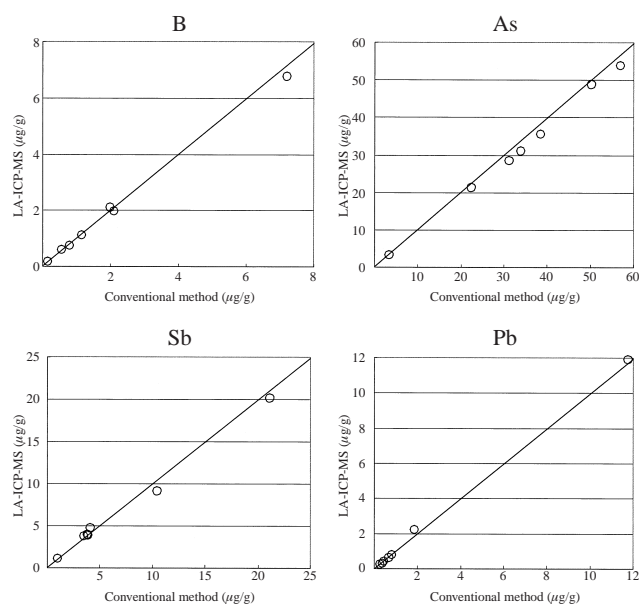 B
8
6
4
2
0
LA-ICP-MS (µg/g)
2 4 6 8
Conventional method (µg/g)
As
60
50
40
30
20
10
0
LA-ICP-MS (µg/g)
10 20 30 40 50 60
Conventional method (µg/g)
Sb
25
20
15
10
5
0
LA-ICP-MS (µg/g)
5 10 15 20 25
Conventional method (µg/g)
Pb
12
10
8
6
4
2
0
LA-ICP-MS (µg/g)
2 4 6 8 10 12
Conventional method (µg/g)